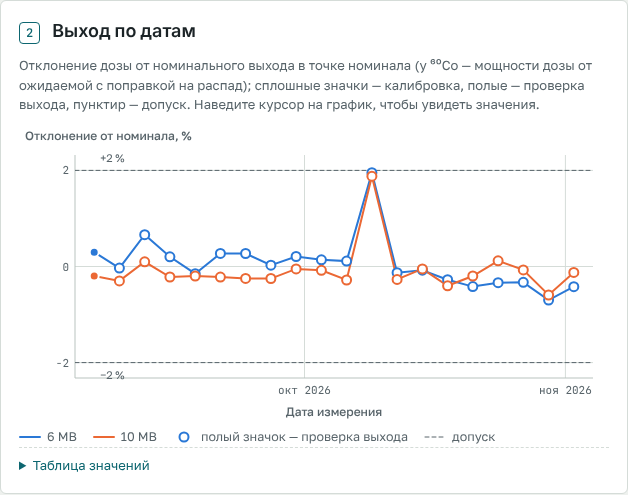 2 Выход по датам
Отклонение дозы от номинального выхода в точке номинала (у ⁶⁰Co — мощности дозы от
ожидаемой с поправкой на распад); сплошные значки — калибровка, полые — проверка
выхода, пунктир — допуск. Наведите курсор на график, чтобы увидеть значения.
Отклонение от номинала, %
+2 %
2
0
-2
−2 %
окт 2026
ноя 2026
Дата измерения
6 МВ 10 МВ полый значок — проверка выхода допуск
▶ Таблица значений